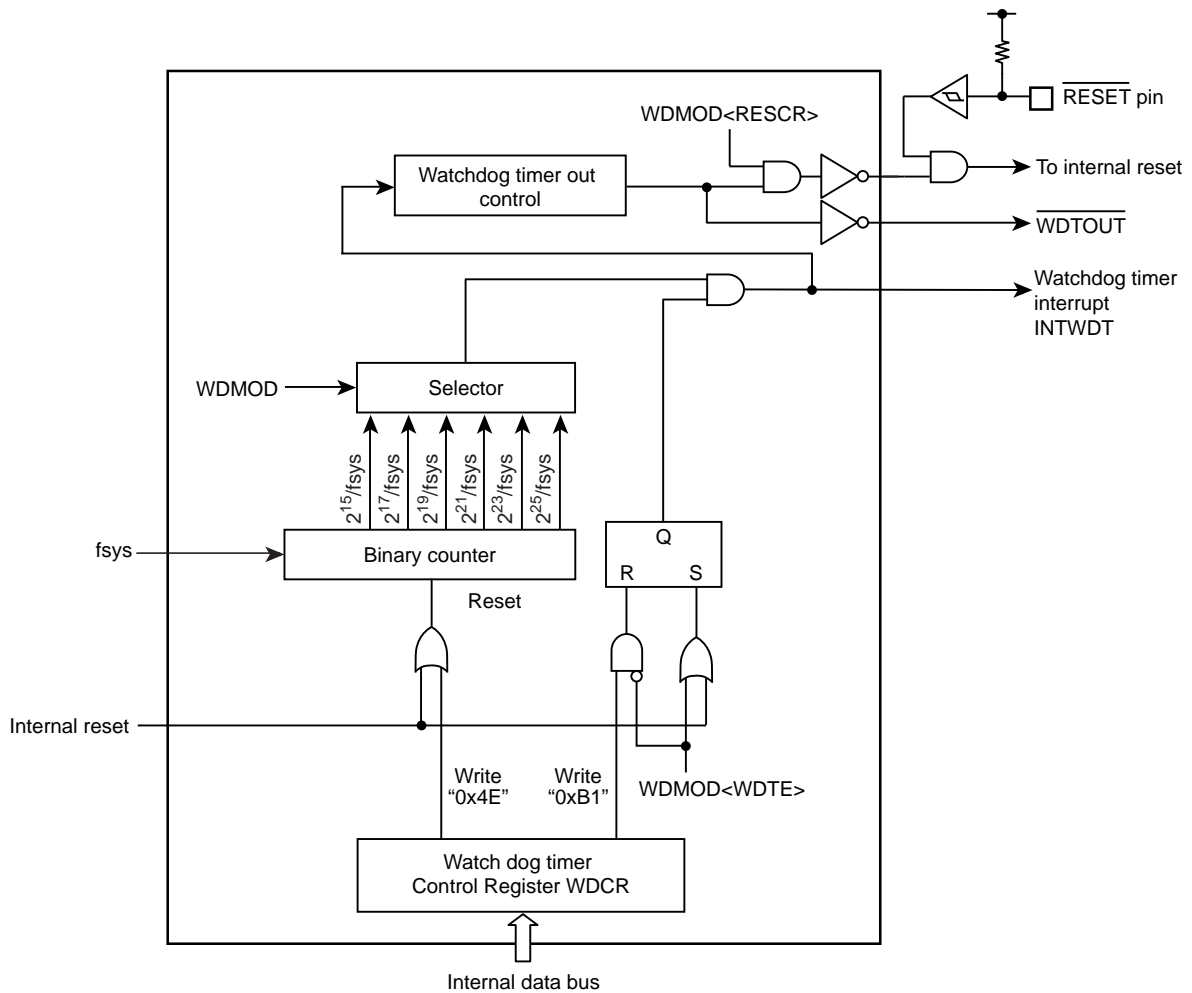 RESET pin
WDMOD<RESCR>
Watchdog timer out
control
To internal reset
WDTOUT
Watchdog timer
interrupt
INTWDT
WDMOD
Selector
2^15/fsys
2^17/fsys
2^19/fsys
2^21/fsys
2^23/fsys
2^25/fsys
fsys
Binary counter
Reset
Q
R
S
Internal reset
Write
“0x4E”
Write
“0xB1”
WDMOD<WDTE>
Watch dog timer
Control Register WDCR
Internal data bus